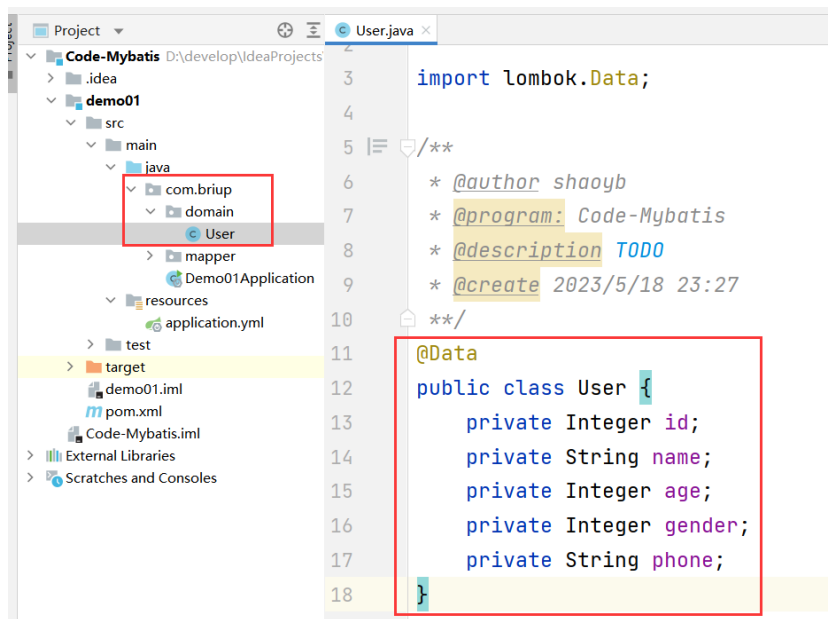 Project
Project
Code-Mybatis D:\develop\IdeaProjects
.idea
demo01
src
main
java
com.briup
domain
User
mapper
Demo01Application
resources
application.yml
test
target
demo01.iml
pom.xml
Code-Mybatis.iml
External Libraries
Scratches and Consoles
User.java
2
3 import lombok.Data;
4
5 /**
6 * @author shaoyb
7 * @program: Code-Mybatis
8 * @description TODO
9 * @create 2023/5/18 23:27
10 **/
11 @Data
12 public class User {
13 private Integer id;
14 private String name;
15 private Integer age;
16 private Integer gender;
17 private String phone;
18 }